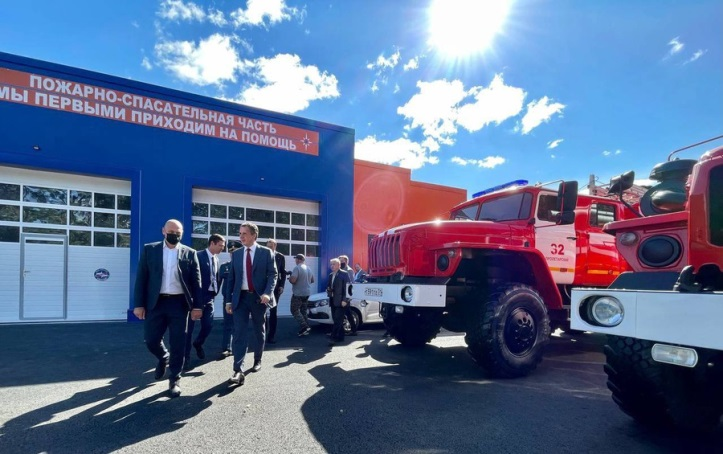 ПОЖАРНО-СПАСАТЕЛЬНАЯ ЧАСТЬ
МЫ ПЕРВЫМИ ПРИХОДИМ НА ПОМОЩЬ
32